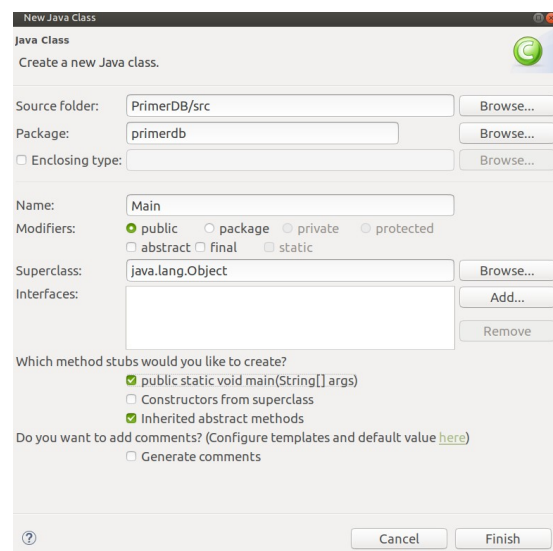 New Java Class
Java Class
Create a new Java class.
Source folder: PrimerDB/src Browse...
Package: primerdb Browse...
Enclosing type: Browse...
Name: Main
Modifiers: public package private protected
abstract final static
Superclass: java.lang.Object Browse...
Interfaces: Add...
Remove
Which method stubs would you like to create?
public static void main(String[] args)
Constructors from superclass
Inherited abstract methods
Do you want to add comments? (Configure templates and default value here)
Generate comments
? Cancel Finish